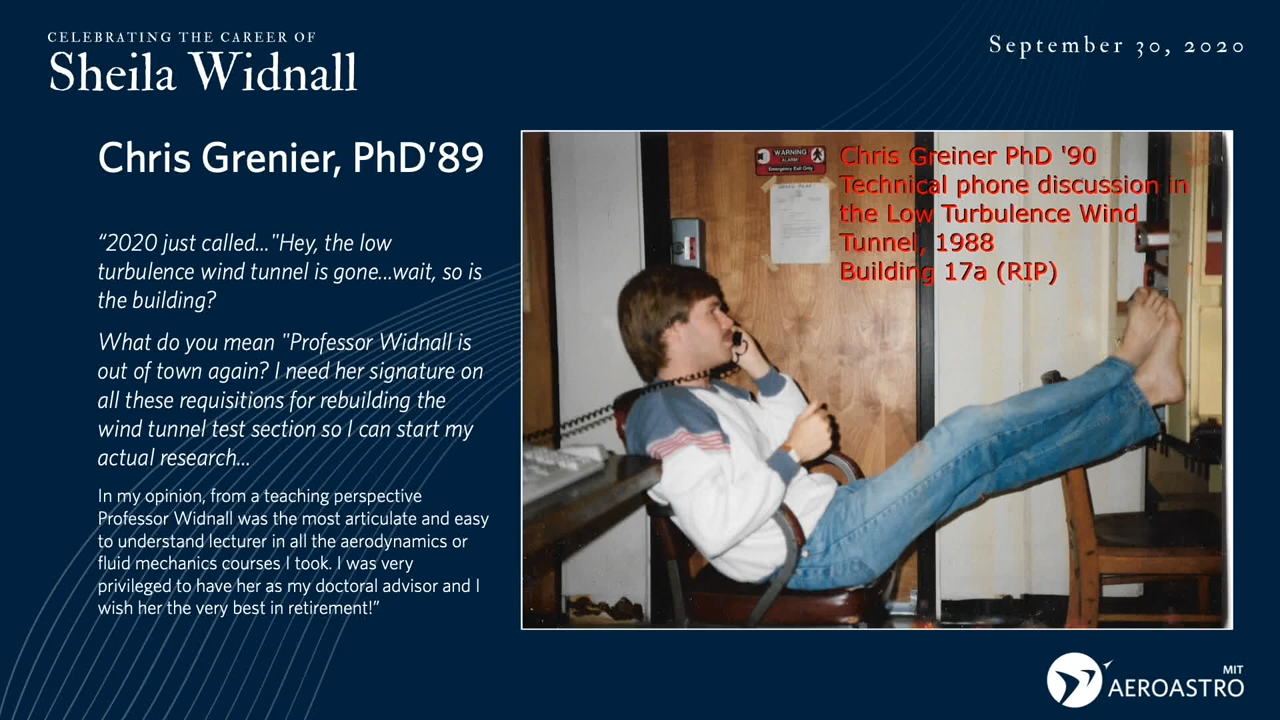 CELEBRATING THE CAREER OF
Sheila Widnall
September 30, 2020
Chris Grenier, PhD’89
“2020 just called..."Hey, the low
turbulence wind tunnel is gone...wait, so is
the building?
What do you mean "Professor Widnall is
out of town again? I need her signature on
all these requisitions for rebuilding the
wind tunnel test section so I can start my
actual research...
In my opinion, from a teaching perspective
Professor Widnall was the most articulate and easy
to understand lecturer in all the aerodynamics or
fluid mechanics courses I took. I was very
privileged to have her as my doctoral advisor and I
wish her the very best in retirement!”
WARNING
ALARM!
Emergency Exit Only
Chris Greiner PhD '90
Technical phone discussion in
the Low Turbulence Wind
Tunnel, 1988
Building 17a (RIP)
MIT
AEROASTRO